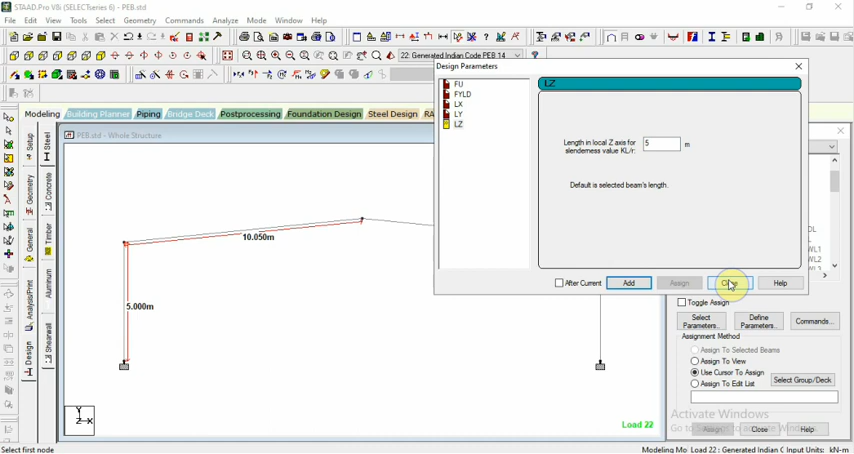 STAAD.Pro V8i (SELECTseries 6) - PEB.std
File Edit View Tools Select Geometry Commands Analyze Mode Window Help
22: Generated Indian Code PEB 14
Design Parameters
FU
FYLD
LX
LY
LZ
LZ
Length in local Z axis for
slenderness value KL/r:
5
m
Default is selected beam's length.
After Current
Add
Assign
Close
Help
Modeling Building Planner Piping Bridge Deck Postprocessing Foundation Design Steel Design
PEB.std - Whole Structure
Setup
Geometry
General
Analysis/Print
Design
Steel
Concrete
Timber
Aluminum
Shearwall
10.050m
5.000m
Y
Z X
Load 22
DL
WL1
WL2
Toggle Assign
Select
Parameters..
Define
Parameters...
Commands...
Assignment Method
Assign To Selected Beams
Assign To View
Use Cursor To Assign
Assign To Edit List
Select Group/Deck
Assign
Close
Help
Activate Windows
Select first node
Modeling Mo Load 22 : Generated Indian C Input Units: kN-m